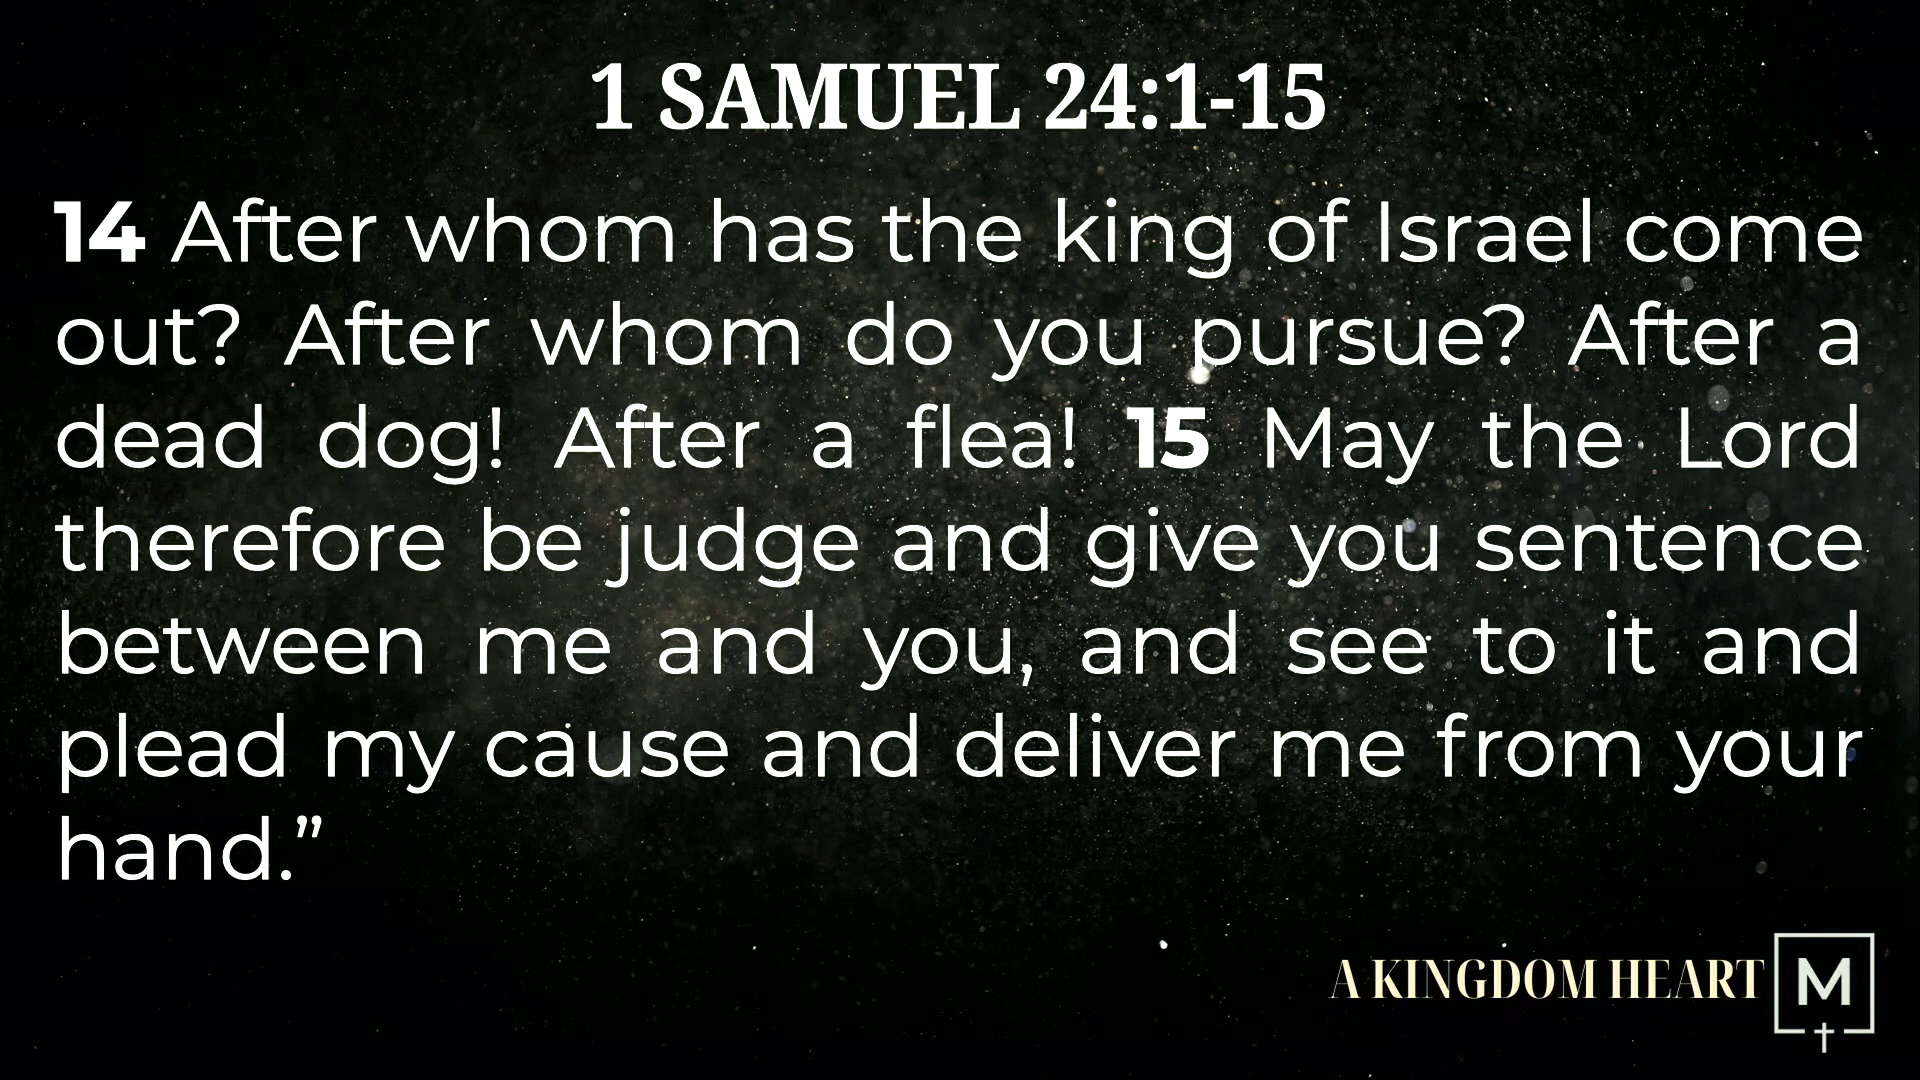 1 SAMUEL 24:1-15
14 After whom has the king of Israel come
out? After whom do you pursue? After a
dead dog! After a flea! 15 May the Lord
therefore be judge and give you sentence
between me and you, and see to it and
plead my cause and deliver me from your
hand.”
A KINGDOM HEART
M